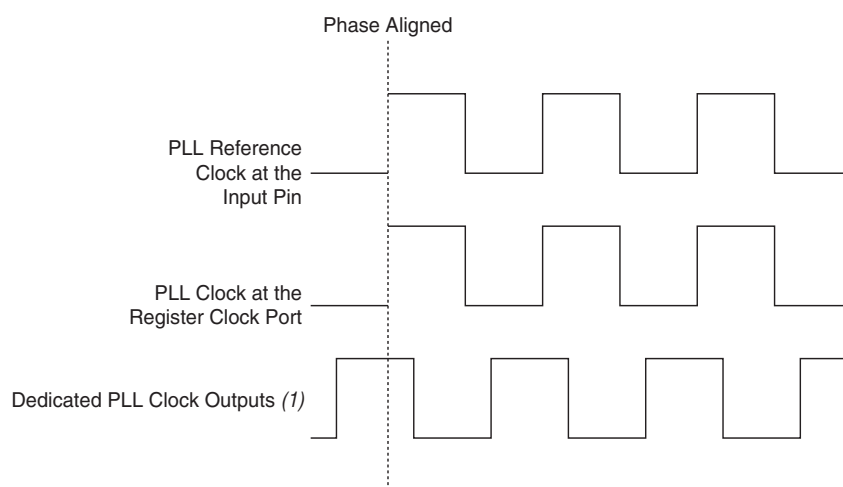 Phase Aligned
PLL Reference
Clock at the
Input Pin
PLL Clock at the
Register Clock Port
Dedicated PLL Clock Outputs (1)